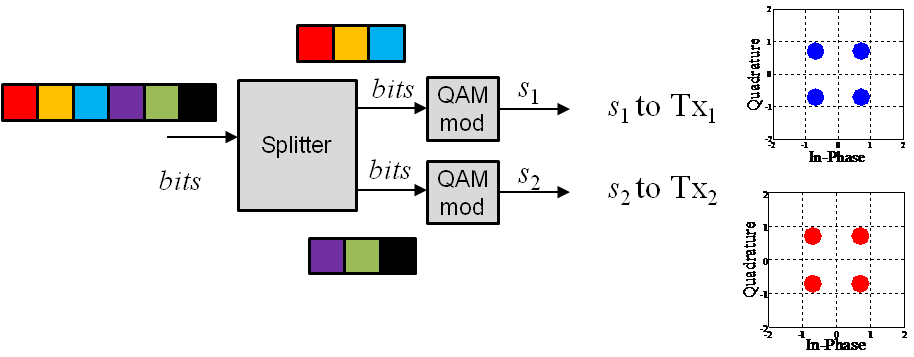 bits
Splitter
bits
QAM
mod
s1
s1 to Tx1
bits
QAM
mod
s2
s2 to Tx2
Quadrature
2
1
0
-1
-2
-2 -1 0 1 2
In-Phase
Quadrature
2
1
0
-1
-2
-2 -1 0 1 2
In-Phase